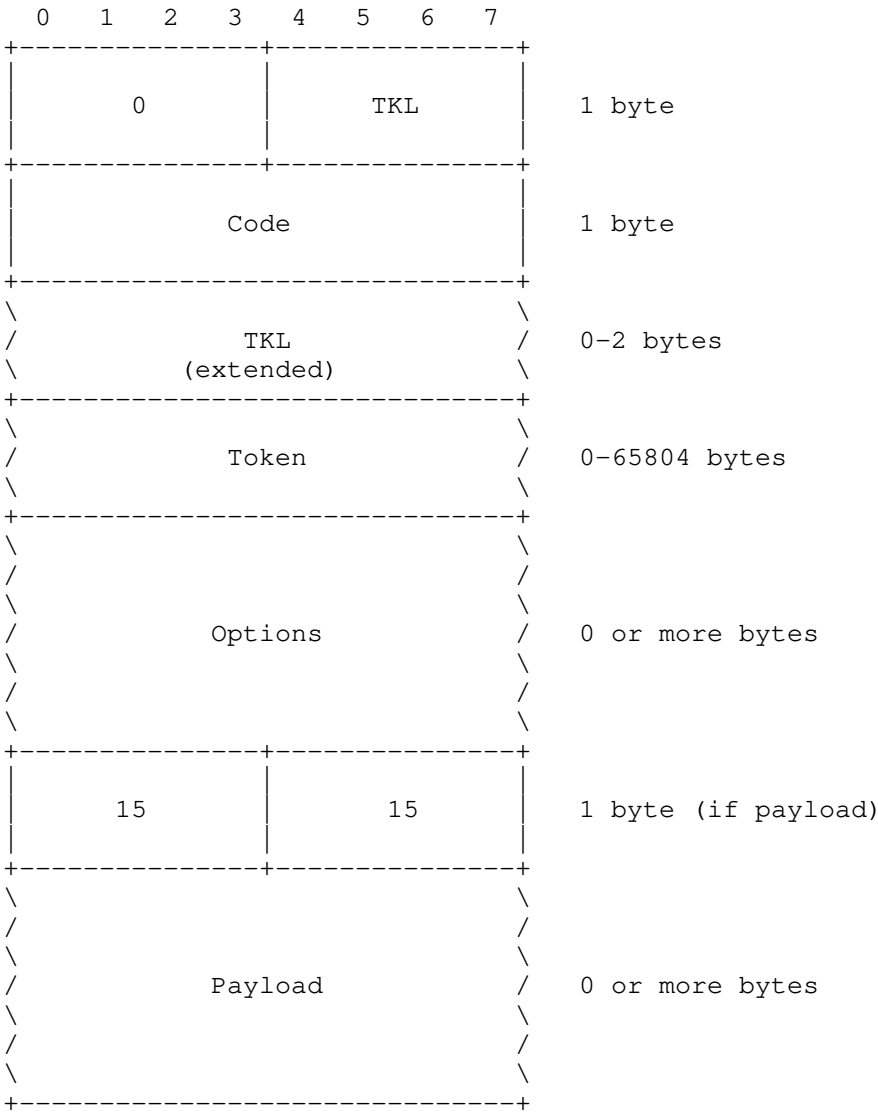 0 1 2 3 4 5 6 7
0 TKL 1 byte
Code 1 byte
TKL 0-2 bytes
(extended)
Token 0-65804 bytes
Options 0 or more bytes
15 15 1 byte (if payload)
Payload 0 or more bytes